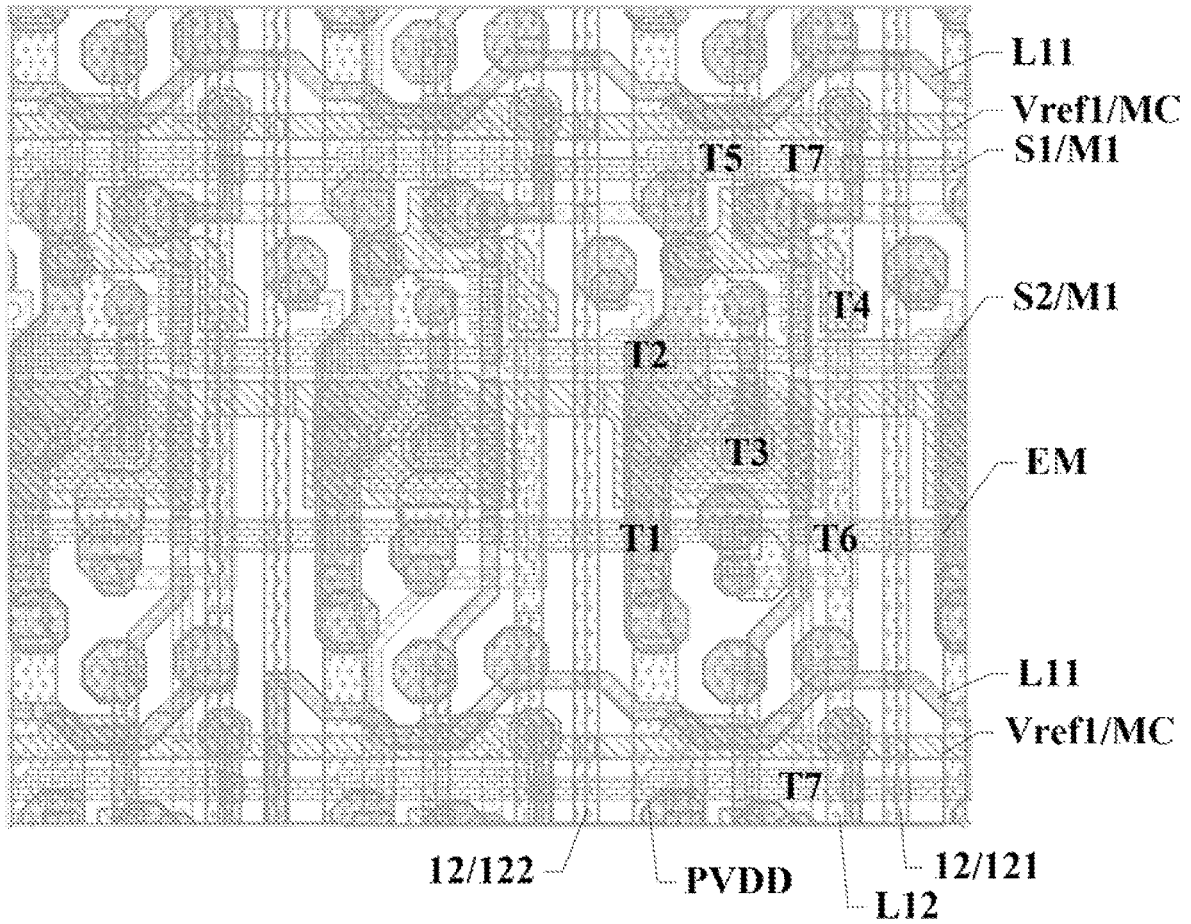 L11
Vref1/MC
T5 T7
S1/M1
S2/M1
T4
T2
T3
EM
T1
T6
L11
Vref1/MC
T7
12/122
PVDD
12/121
L12